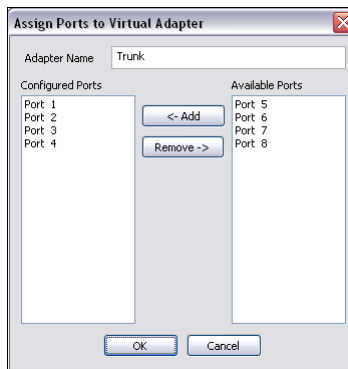 Assign Ports to Virtual Adapter
Adapter Name Trunk
Configured Ports
Port 1
Port 2
Port 3
Port 4
<- Add
Remove ->
Available Ports
Port 5
Port 6
Port 7
Port 8
OK Cancel